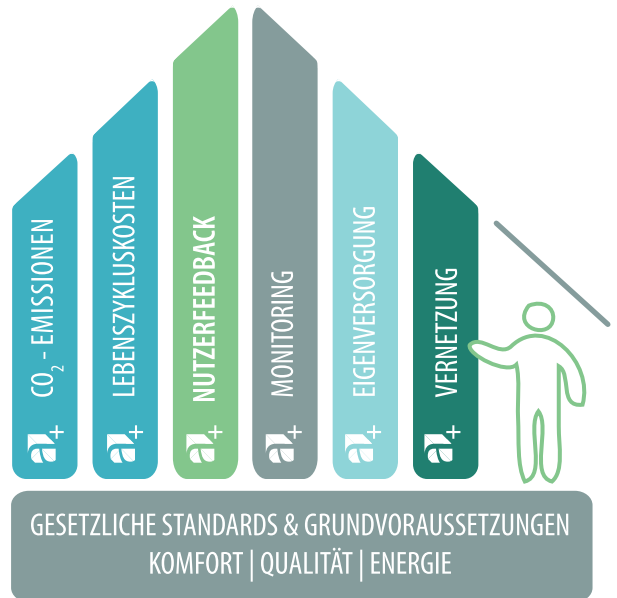 CO₂ - EMISSIONEN
a+
LEBENSZYKLUSKOSTEN
a+
NUTZERFEEDBACK
a+
MONITORING
a+
EIGENVERSORGUNG
a+
VERNETZUNG
a+
GESETZLICHE STANDARDS & GRUNDVORAUSSETZUNGEN
KOMFORT | QUALITÄT | ENERGIE